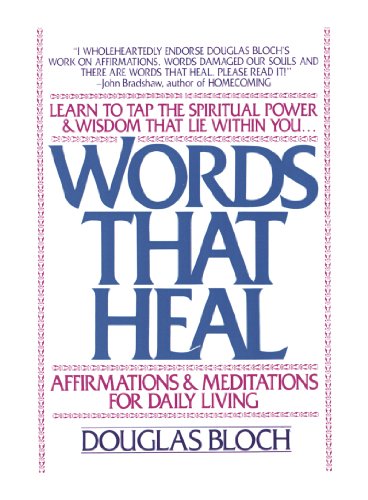 "I WHOLEHEARTEDLY ENDORSE DOUGLAS BLOCH'S
WORK ON AFFIRMATIONS. WORDS DAMAGED OUR SOULS AND
THERE ARE WORDS THAT HEAL. PLEASE READ IT!"
–John Bradshaw, author of HOMECOMING
LEARN TO TAP THE SPIRITUAL POWER
& WISDOM THAT LIE WITHIN YOU...
WORDS
THAT
HEAL
AFFIRMATIONS & MEDITATIONS
FOR DAILY LIVING
DOUGLAS BLOCH